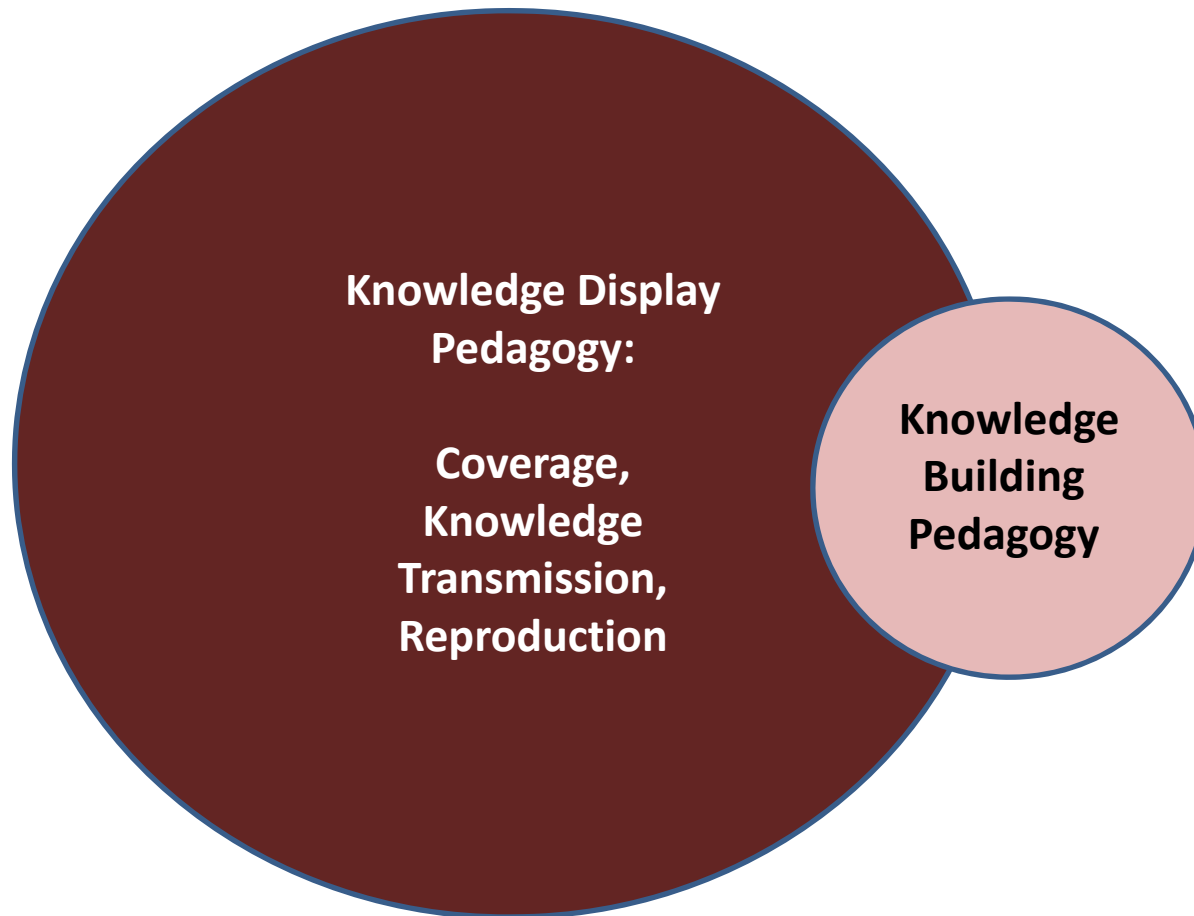 Knowledge Display
Pedagogy:
Coverage,
Knowledge
Transmission,
Reproduction
Knowledge
Building
Pedagogy